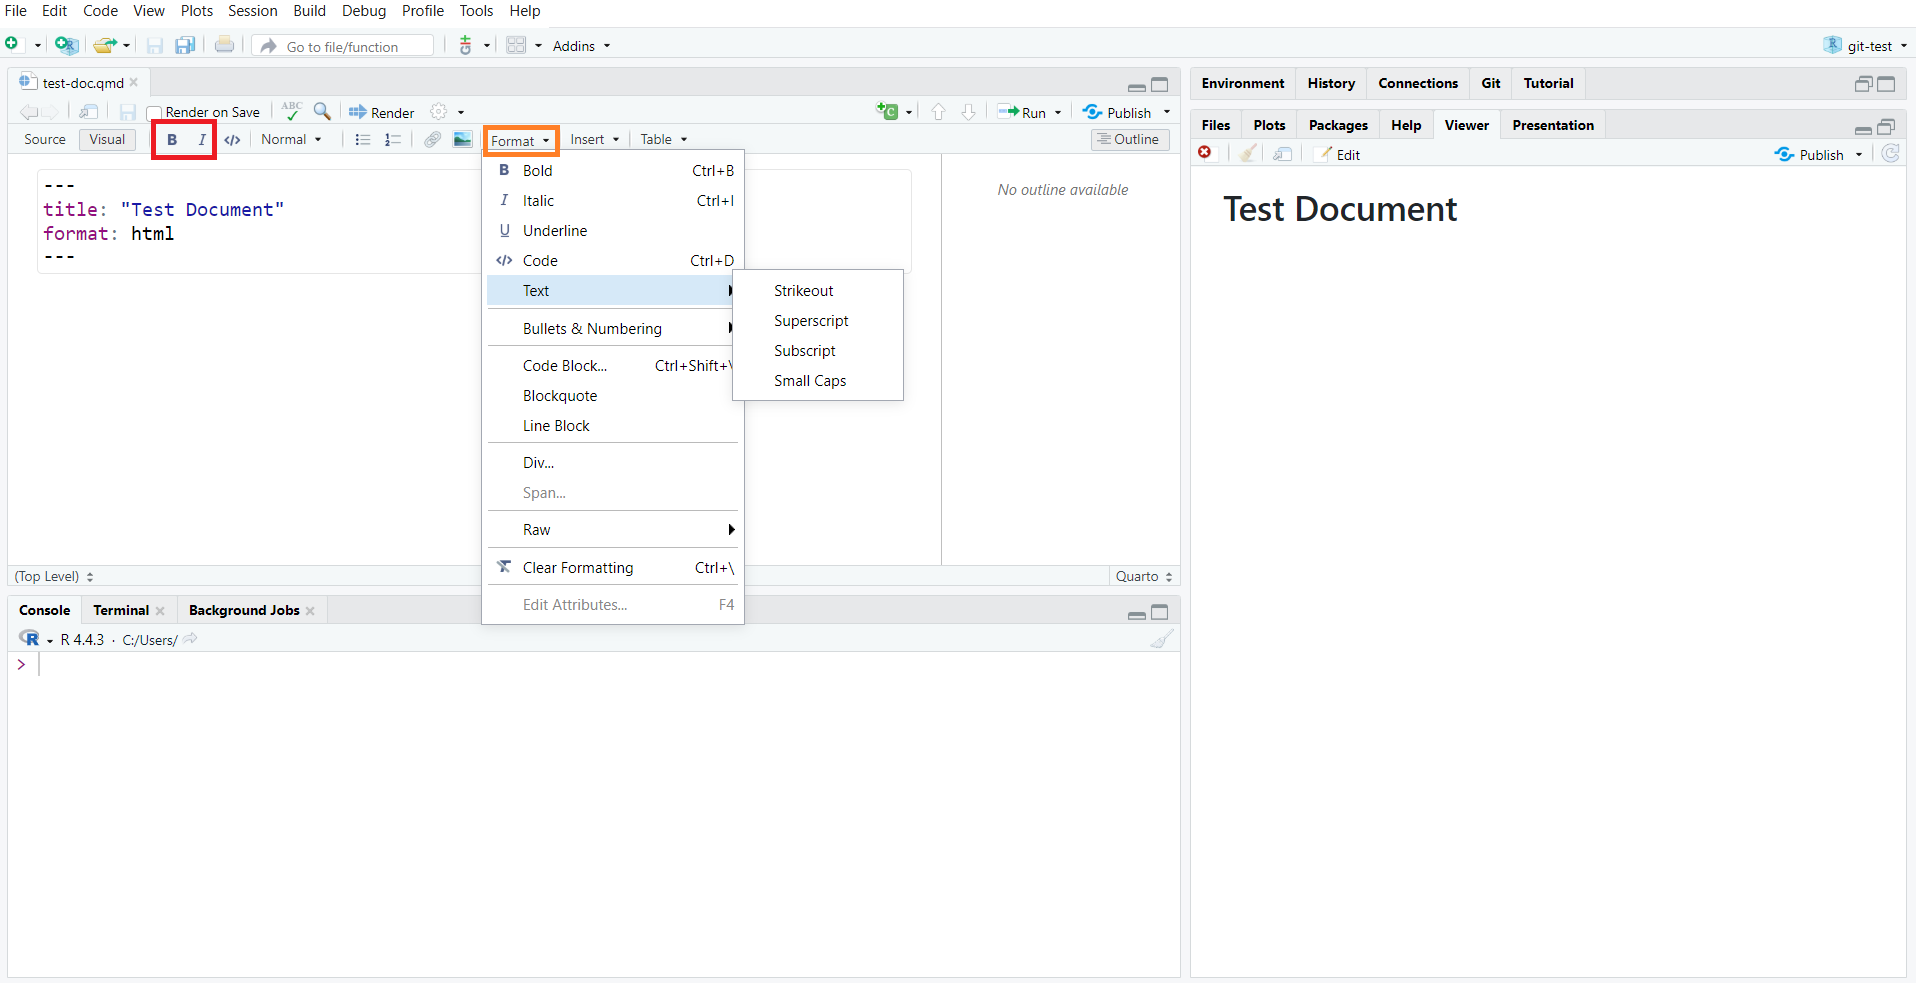 File Edit Code View Plots Session Build Debug Profile Tools Help
Go to file/function Addins git-test
test-doc.qmd
Render on Save ABC Render Run Publish
Source Visual B I </> Normal Format Insert Table Outline
---
title: "Test Document"
format: html
---
B Bold Ctrl+B
I Italic Ctrl+I
U Underline
</> Code Ctrl+D
Text
Bullets & Numbering
Code Block... Ctrl+Shift+\
Blockquote
Line Block
Div...
Span...
Raw
Clear Formatting Ctrl+\
Edit Attributes... F4
Strikeout
Superscript
Subscript
Small Caps
No outline available
(Top Level) Quarto
Console Terminal Background Jobs
R 4.4.3 · C:/Users/
>
Environment History Connections Git Tutorial
Files Plots Packages Help Viewer Presentation
Edit Publish
Test Document